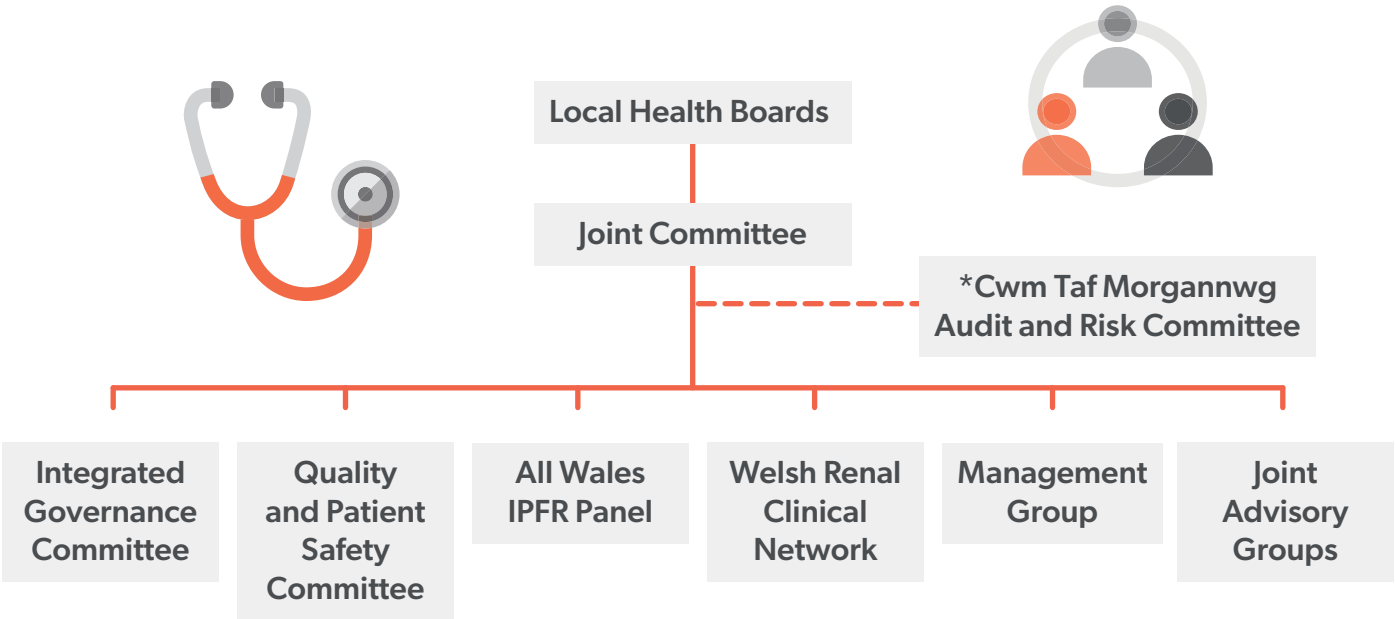 Local Health Boards
Joint Committee
*Cwm Taf Morgannwg
Audit and Risk Committee
Integrated
Governance
Committee
Quality
and Patient
Safety
Committee
All Wales
IPFR Panel
Welsh Renal
Clinical
Network
Management
Group
Joint
Advisory
Groups